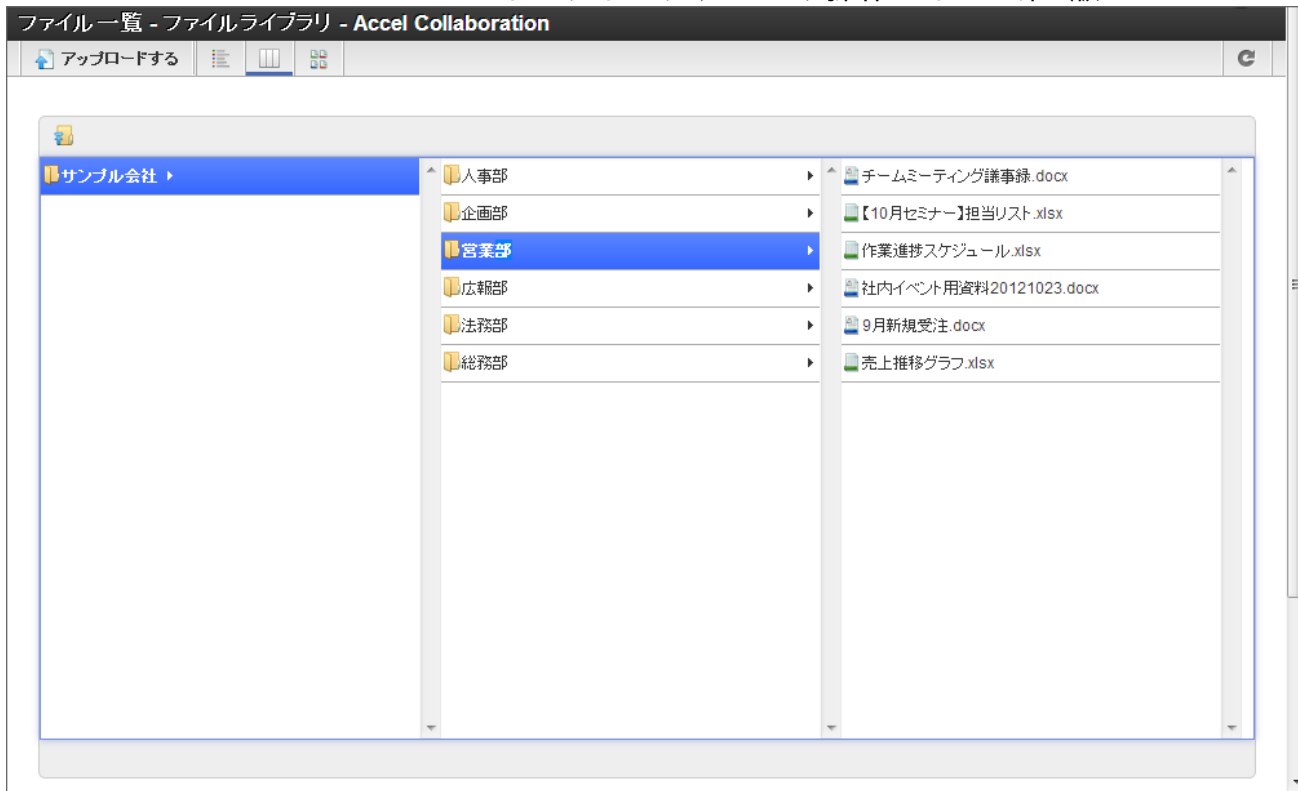 ファイル一覧 - ファイルライブラリ - Accel Collaboration
アップロードする
サンプル会社
人事部
企画部
営業部
広報部
法務部
総務部
チームミーティング議事録.docx
【10月セミナー】担当リスト.xlsx
作業進捗スケジュール.xlsx
社内イベント用資料20121023.docx
9月新規受注.docx
売上推移グラフ.xlsx